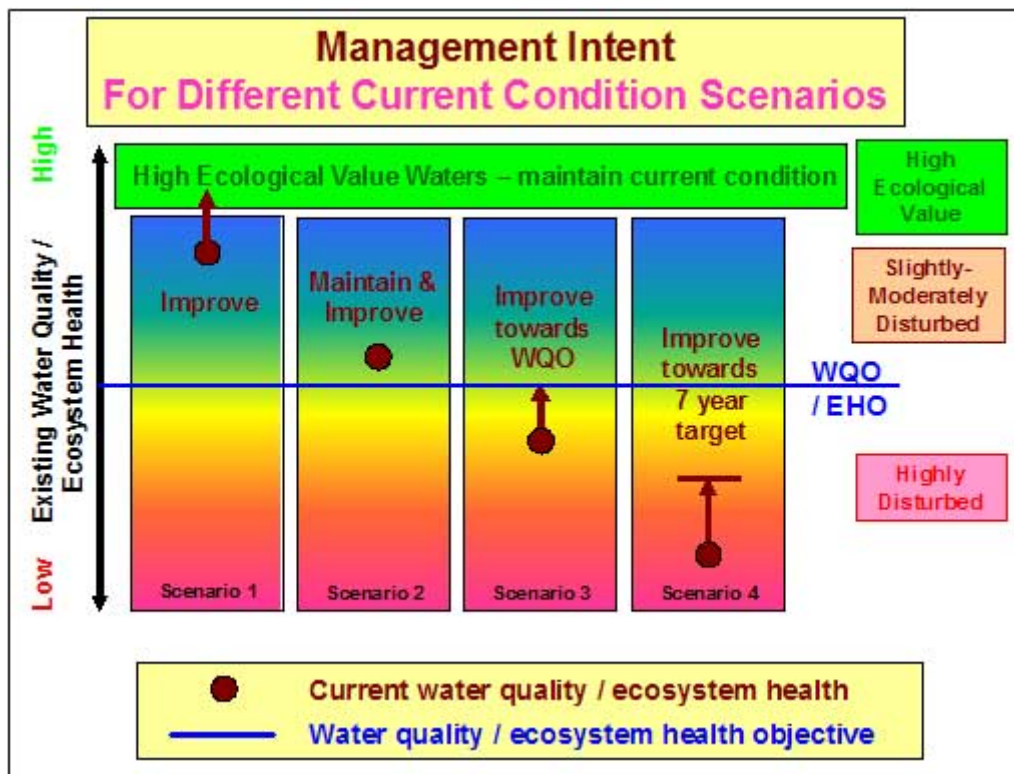 Management Intent
For Different Current Condition Scenarios
High
Existing Water Quality /
Ecosystem Health
Low
High Ecological Value Waters – maintain current condition
High
Ecological
Value
Slightly-
Moderately
Disturbed
Highly
Disturbed
Improve
Scenario 1
Maintain &
Improve
Scenario 2
Improve
towards
WQO
Scenario 3
Improve
towards
7 year
target
Scenario 4
WQO
/ EHO
Current water quality / ecosystem health
Water quality / ecosystem health objective